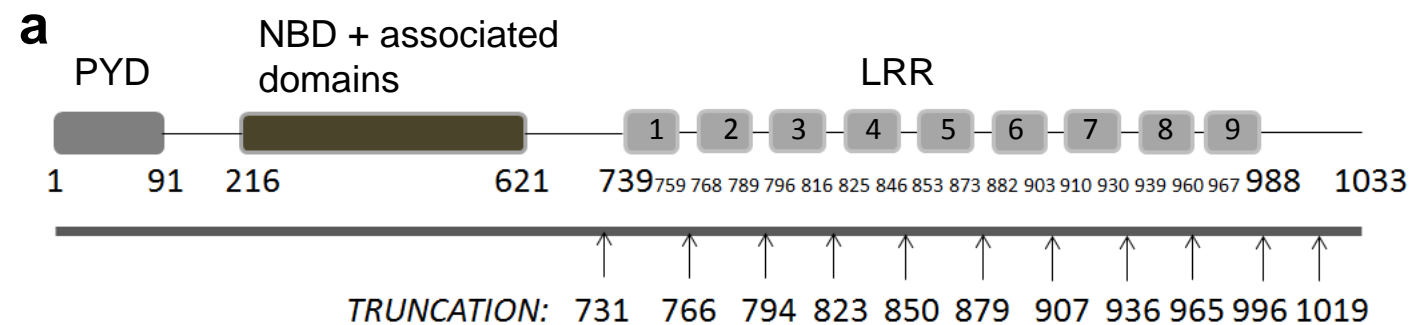 a
NBD + associated
domains
PYD
LRR
1 2 3 4 5 6 7 8 9
1 91 216 621 739 759 768 789 796 816 825 846 853 873 882 903 910 930 939 960 967 988 1033
TRUNCATION: 731 766 794 823 850 879 907 936 965 996 1019